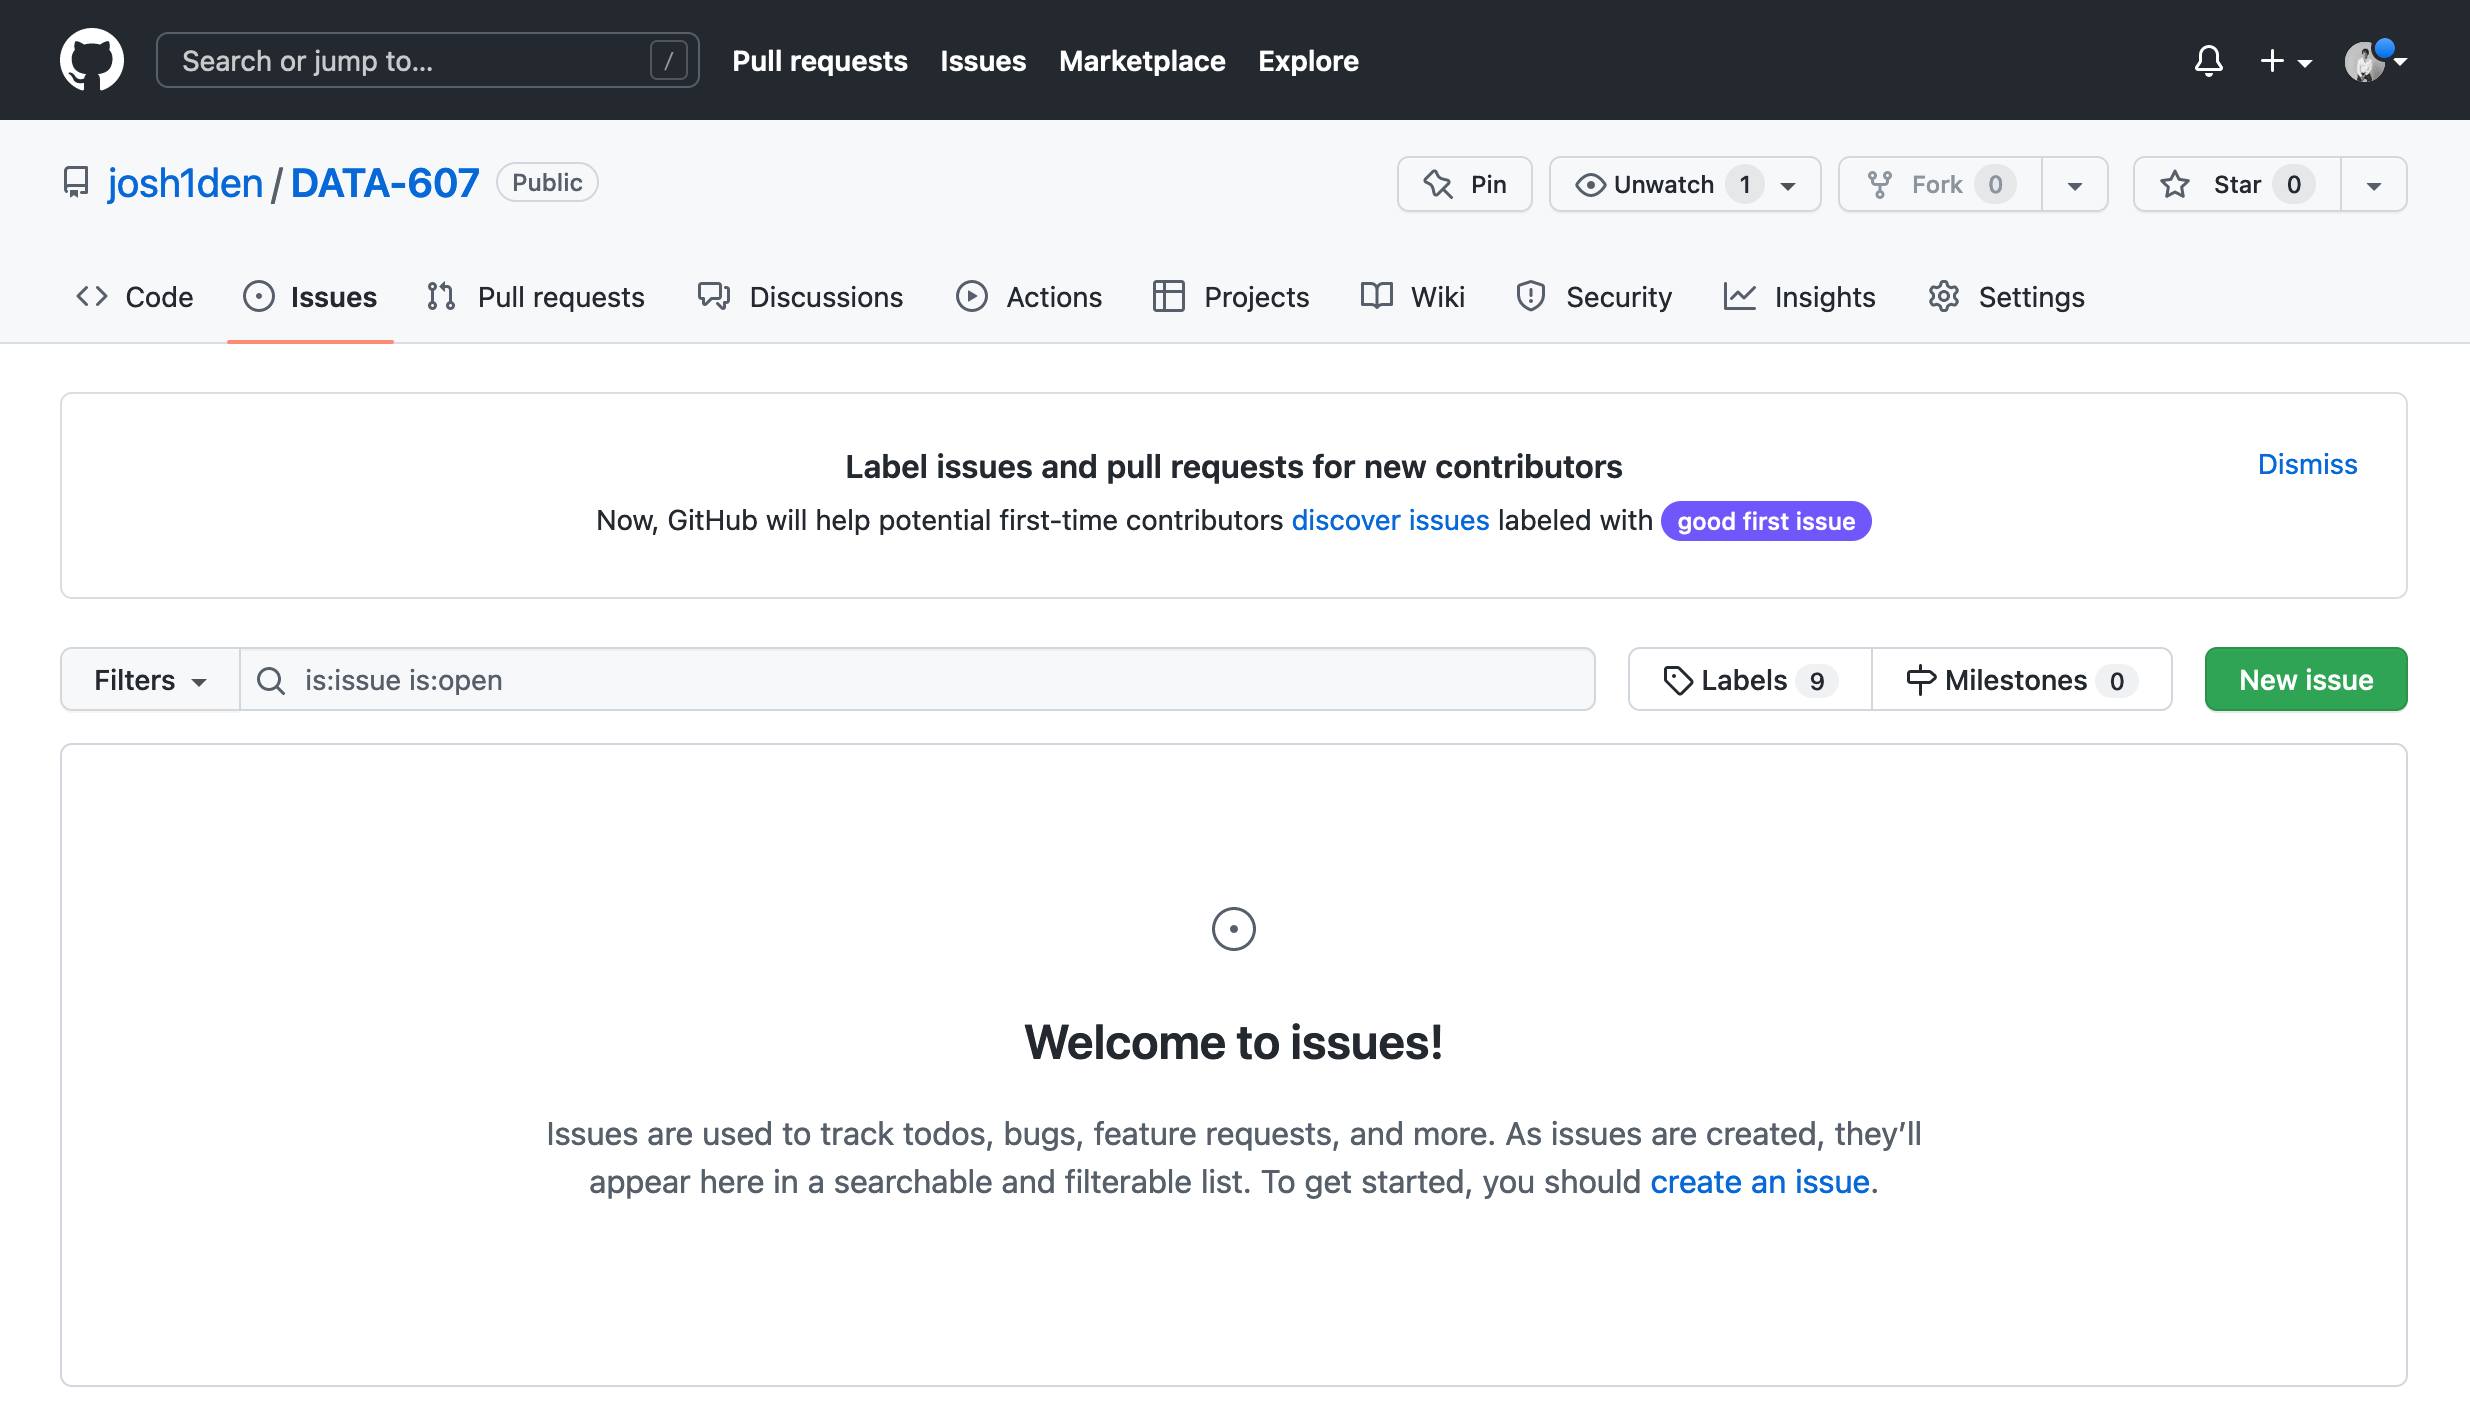 Search or jump to... /
Pull requests Issues Marketplace Explore
josh1den / DATA-607 Public
Pin Unwatch 1 Fork 0 Star 0
Code Issues Pull requests Discussions Actions Projects Wiki Security Insights Settings
Label issues and pull requests for new contributors
Dismiss
Now, GitHub will help potential first-time contributors discover issues labeled with good first issue
Filters is:issue is:open Labels 9 Milestones 0 New issue
Welcome to issues!
Issues are used to track todos, bugs, feature requests, and more. As issues are created, they’ll
appear here in a searchable and filterable list. To get started, you should create an issue.